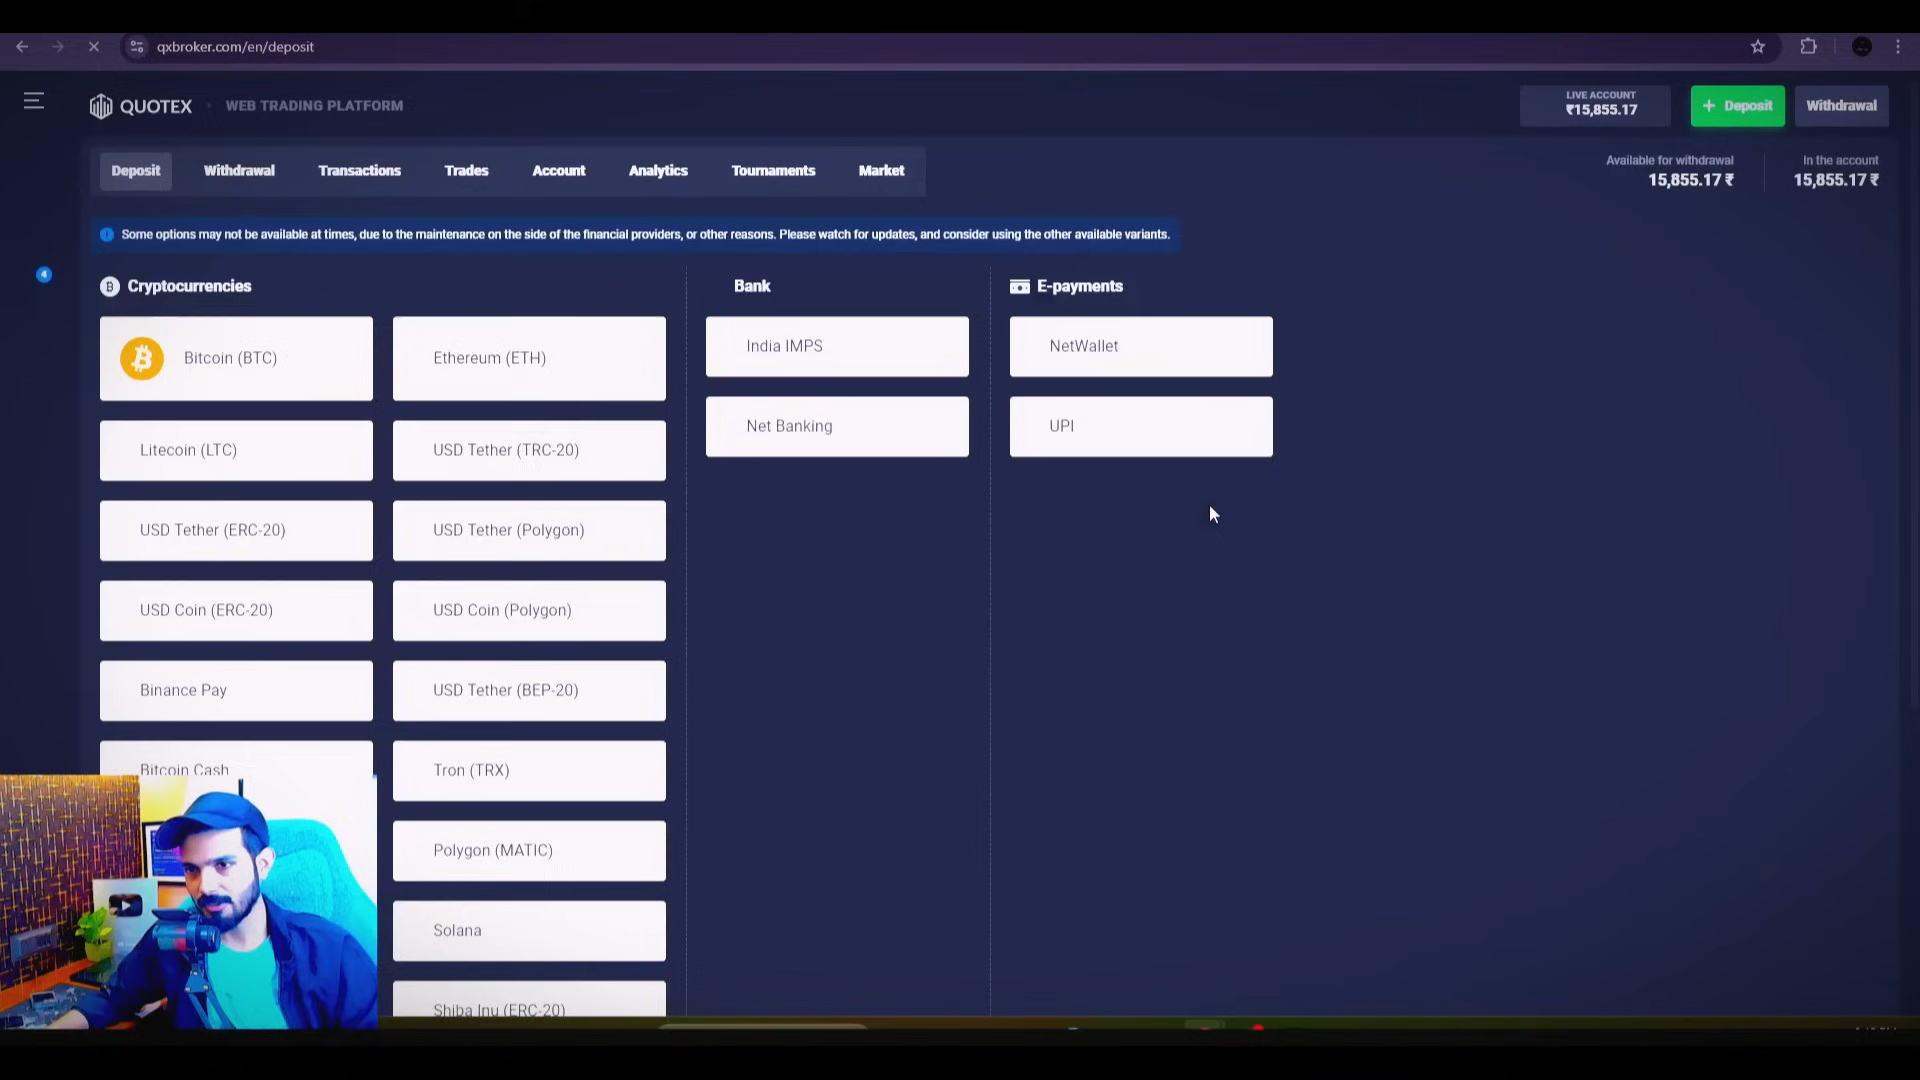 qxbroker.com/en/deposit
QUOTEX
WEB TRADING PLATFORM
LIVE ACCOUNT
₹15,855.17
+ Deposit
Withdrawal
Deposit
Withdrawal
Transactions
Trades
Account
Analytics
Tournaments
Market
Available for withdrawal
15,855.17 ₹
In the account
15,855.17 ₹
Some options may not be available at times, due to the maintenance on the side of the financial providers, or other reasons. Please watch for updates, and consider using the other available variants.
4
Cryptocurrencies
Bitcoin (BTC)
Ethereum (ETH)
Litecoin (LTC)
USD Tether (TRC-20)
USD Tether (ERC-20)
USD Tether (Polygon)
USD Coin (ERC-20)
USD Coin (Polygon)
Binance Pay
USD Tether (BEP-20)
Bitcoin Cash
Tron (TRX)
Polygon (MATIC)
Solana
Shiba Inu (ERC-20)
Bank
India IMPS
Net Banking
E-payments
NetWallet
UPI